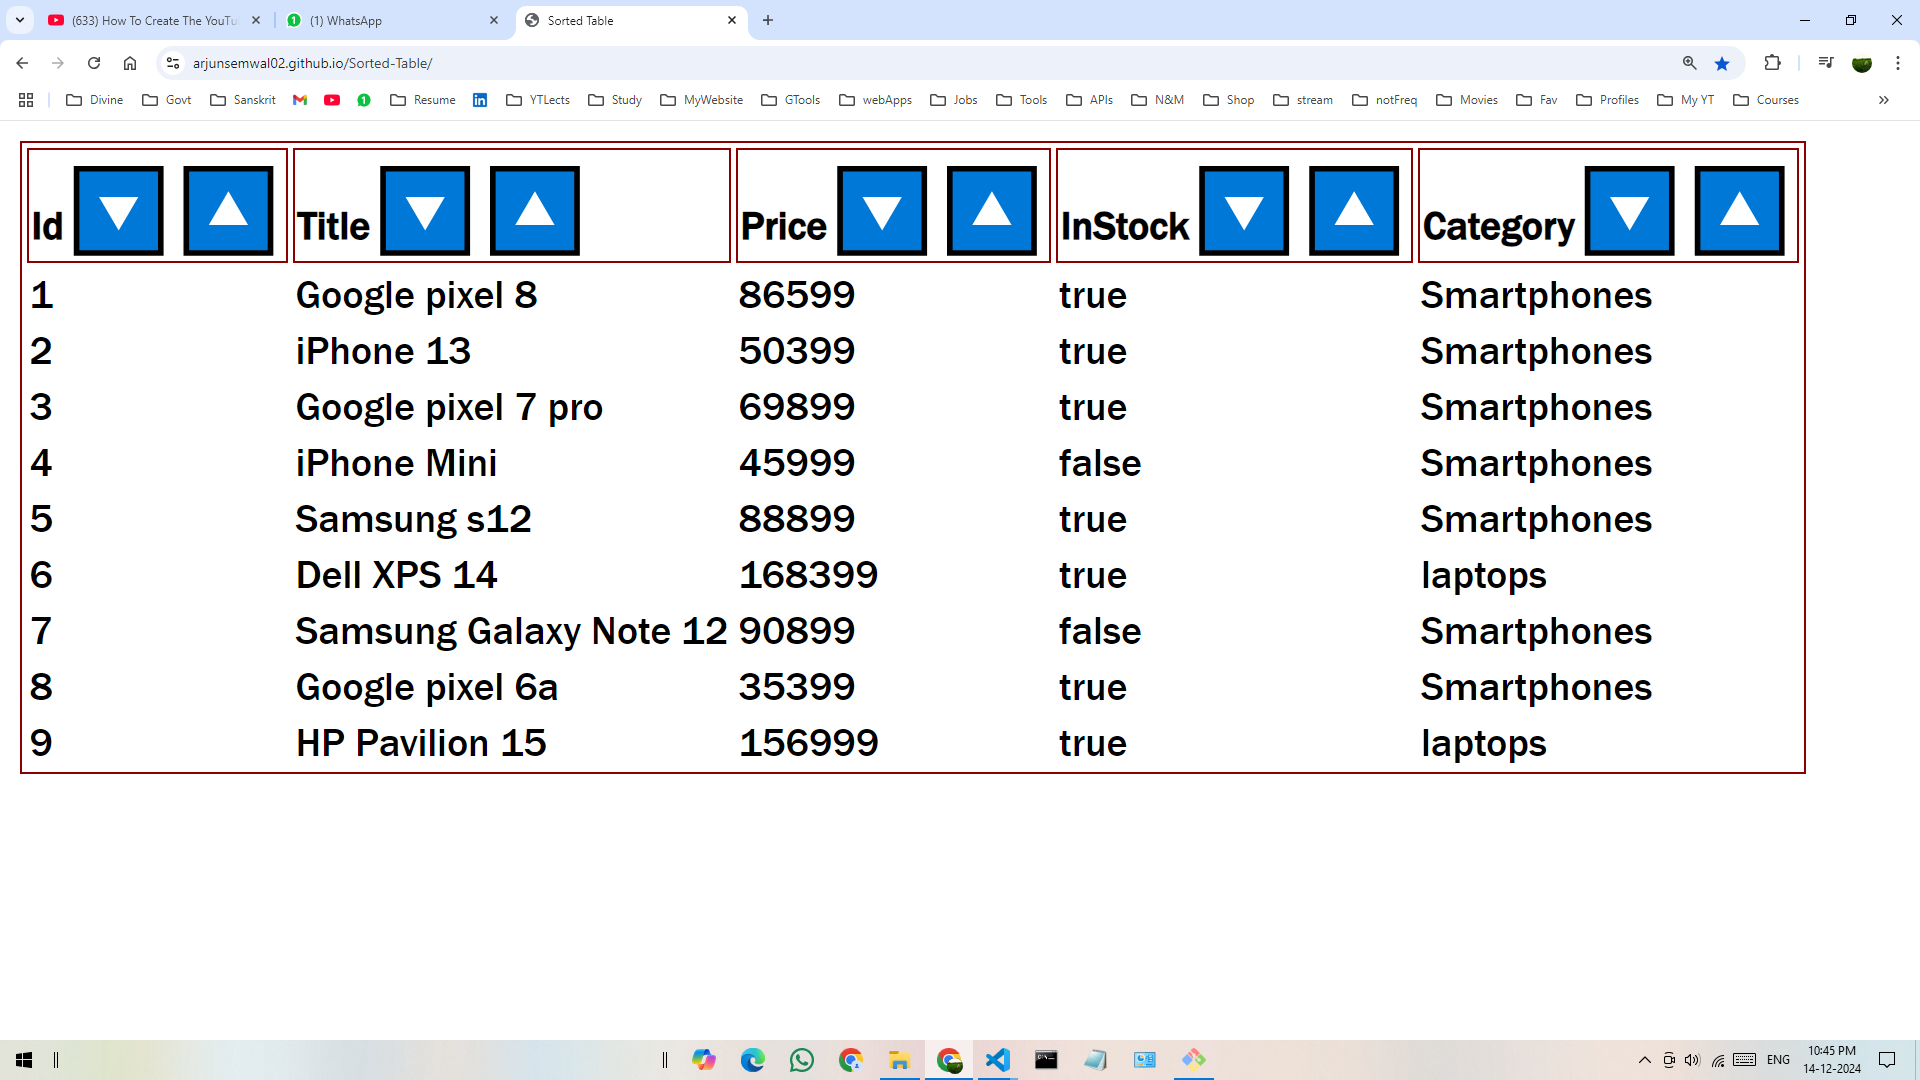 (633) How To Create The YouTu
(1) WhatsApp
Sorted Table
arjunsemwal02.github.io/Sorted-Table/
Divine Govt Sanskrit Resume YTLects Study MyWebsite GTools webApps Jobs Tools APIs N&M Shop stream notFreq Movies Fav Profiles My YT Courses
Id Title Price InStock Category
1 Google pixel 8 86599 true Smartphones
2 iPhone 13 50399 true Smartphones
3 Google pixel 7 pro 69899 true Smartphones
4 iPhone Mini 45999 false Smartphones
5 Samsung s12 88899 true Smartphones
6 Dell XPS 14 168399 true laptops
7 Samsung Galaxy Note 12 90899 false Smartphones
8 Google pixel 6a 35399 true Smartphones
9 HP Pavilion 15 156999 true laptops
ENG
10:45 PM
14-12-2024